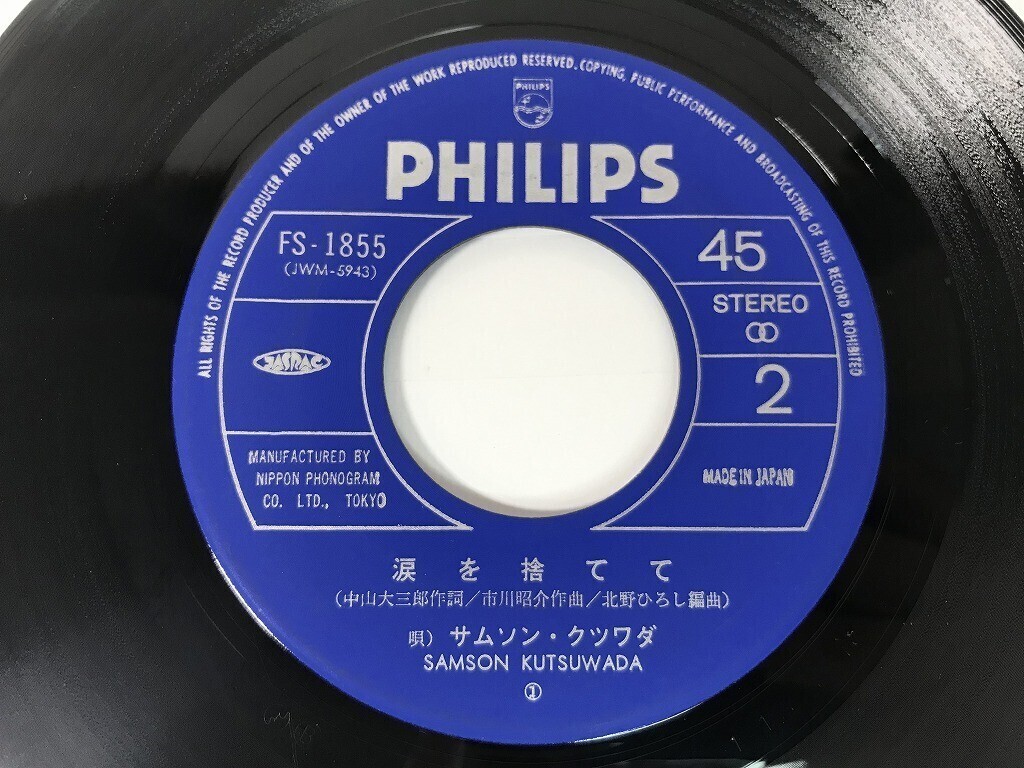 ALL RIGHTS OF THE RECORD PRODUCER AND OF THE OWNER OF THE WORK REPRODUCED RESERVED. COPYING, PUBLIC PERFORMANCE AND BROADCASTING OF THIS RECORD PROHIBITED
PHILIPS
PHILIPS
FS-1855
(JWM-5943)
45
STEREO
2
JASRAC
MANUFACTURED BY
NIPPON PHONOGRAM
CO. LTD., TOKYO
MADE IN JAPAN
涙を捨てて
(中山大三郎作詞/市川昭介作曲/北野ひろし編曲)
唄) サムソン・クツワダ
SAMSON KUTSUWADA
①